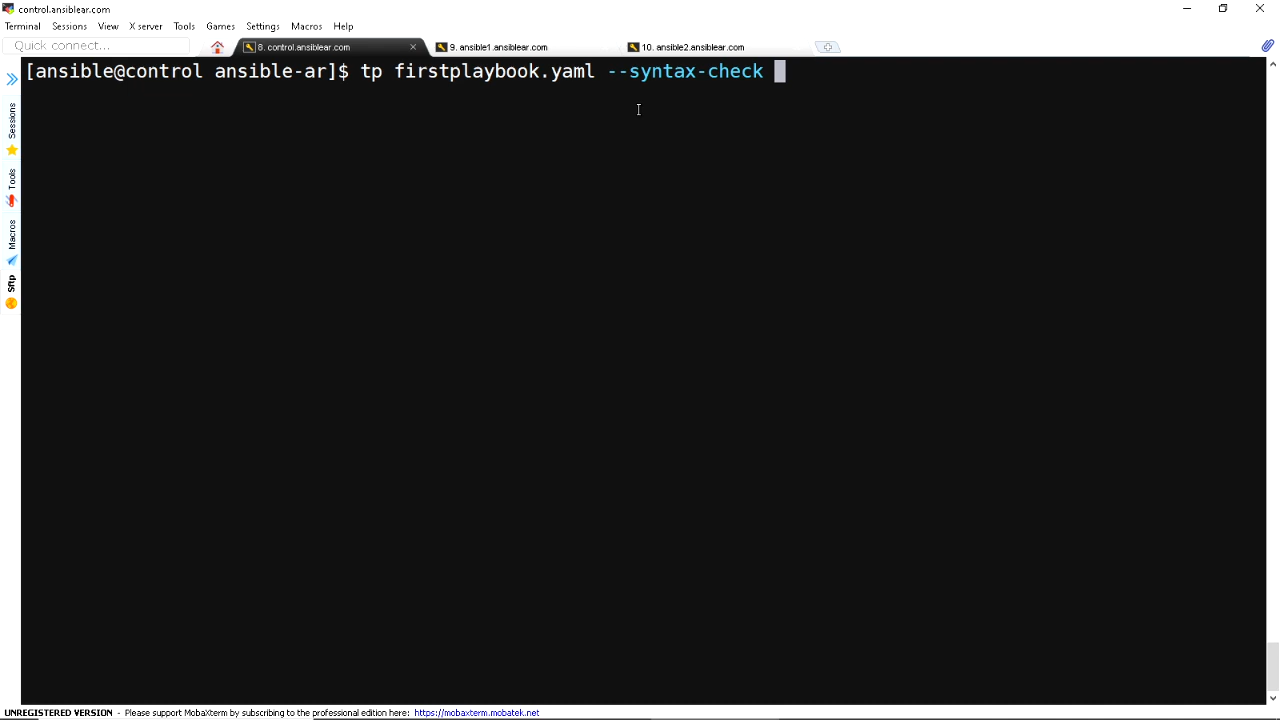 control.ansiblear.com
Terminal Sessions View X server Tools Games Settings Macros Help
Quick connect...
8. control.ansiblear.com
9. ansible1.ansiblear.com
10. ansible2.ansiblear.com
[ansible@control ansible-ar]$ tp firstplaybook.yaml --syntax-check
Sessions
Tools
Macros
Sftp
UNREGISTERED VERSION - Please support MobaXterm by subscribing to the professional edition here: https://mobaxterm.mobatek.net